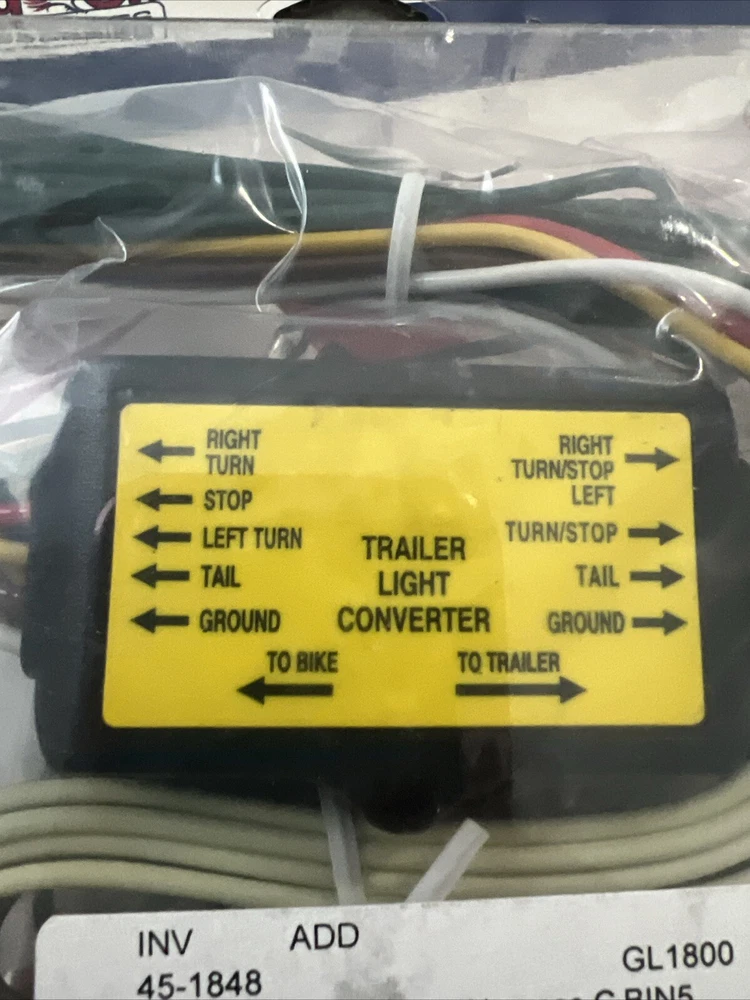 RIGHT
TURN
STOP
LEFT TURN
TAIL
GROUND
TRAILER
LIGHT
CONVERTER
RIGHT
TURN/STOP
LEFT
TURN/STOP
TAIL
GROUND
TO BIKE
TO TRAILER
INV ADD
GL1800
45-1848
C BIN5